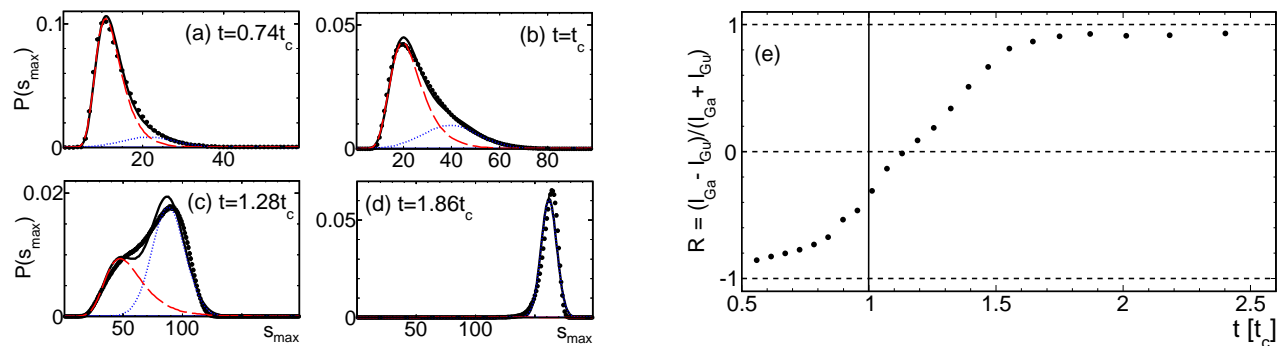 0.1
P(s_max)
(a) t=0.74t_c
0
20 40
0.05
(b) t=t_c
0
20 40 60 80
0.02
P(s_max)
0.01
(c) t=1.28t_c
0
50 100 s_max
0.05
(d) t=1.86t_c
0
50 100 s_max
R = (I_Ga - I_Gu)/(I_Ga + I_Gu)
1
(e)
0
-1
0.5 1 1.5 2 2.5
t [t_c]